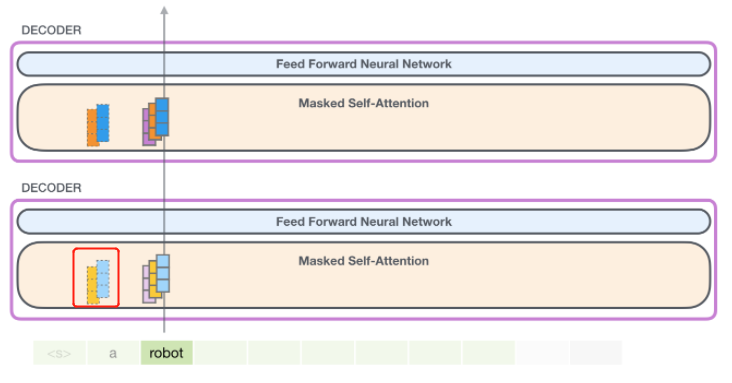 DECODER
Feed Forward Neural Network
Masked Self-Attention
DECODER
Feed Forward Neural Network
Masked Self-Attention
<s> a robot